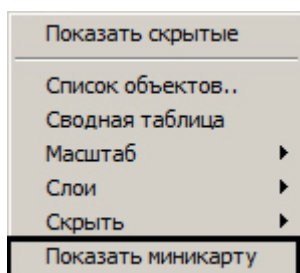 Показать скрытые
Список объектов..
Сводная таблица
Масштаб
Слои
Скрыть
Показать миникарту